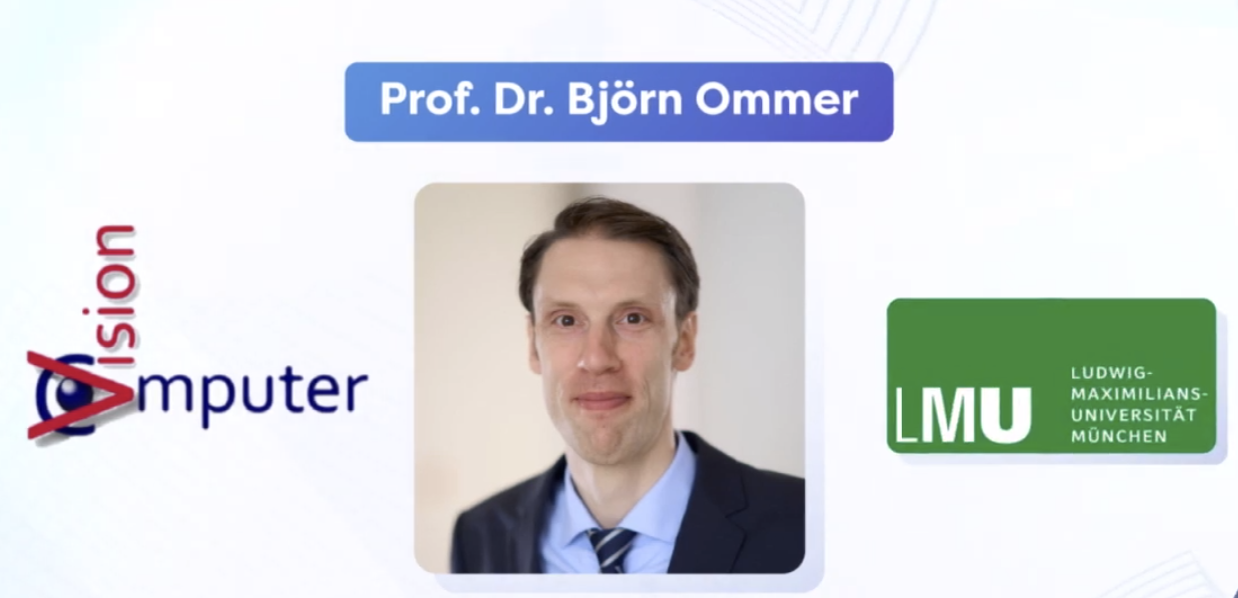 Prof. Dr. Björn Ommer
Computer
Vision
LMU
LUDWIG-
MAXIMILIANS-
UNIVERSITÄT
MÜNCHEN